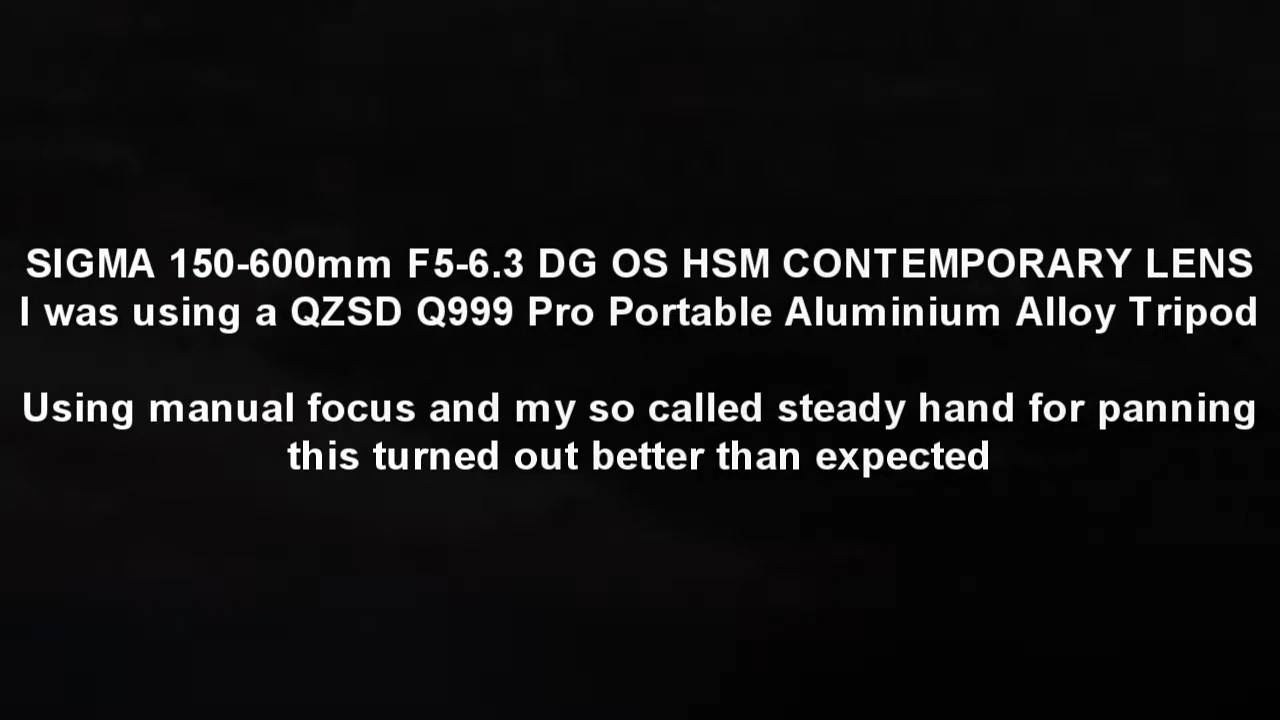 SIGMA 150-600mm F5-6.3 DG OS HSM CONTEMPORARY LENS
I was using a QZSD Q999 Pro Portable Aluminium Alloy Tripod
Using manual focus and my so called steady hand for panning
this turned out better than expected